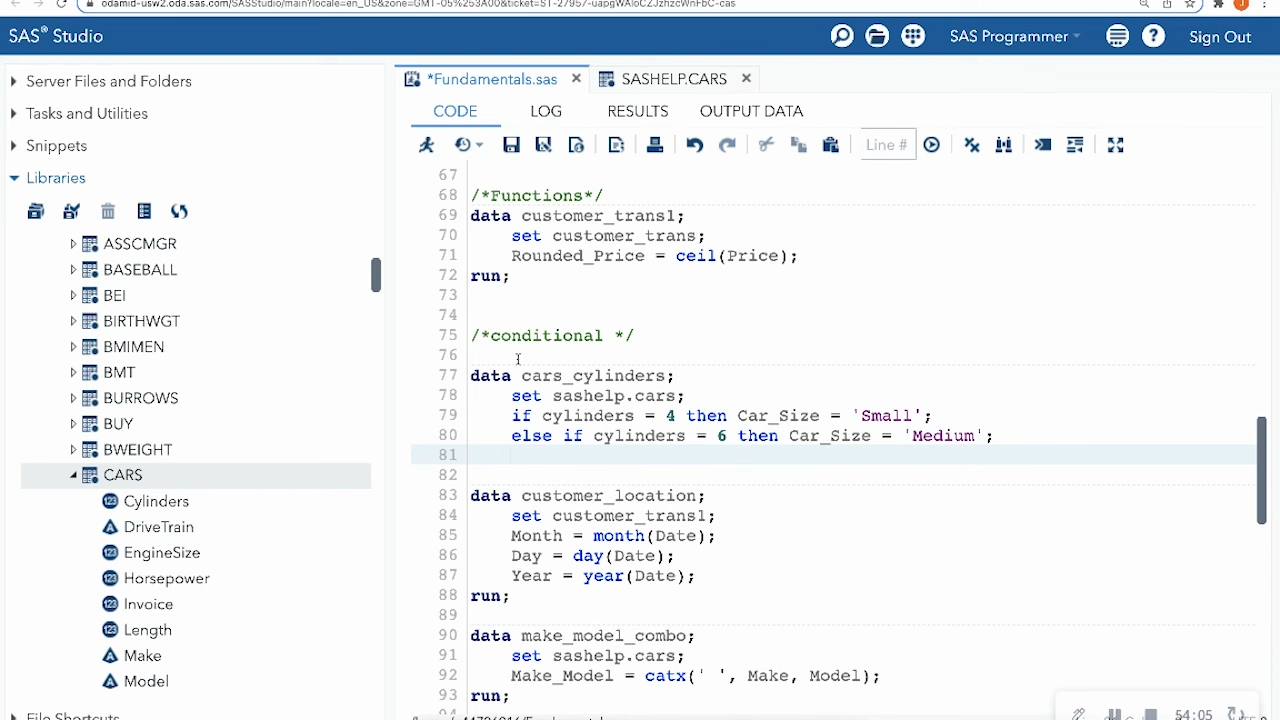 SAS® Studio
SAS Programmer
Sign Out
Server Files and Folders
Tasks and Utilities
Snippets
Libraries
ASSCMGR
BASEBALL
BEI
BIRTHWGT
BMIMEN
BMT
BURROWS
BUY
BWEIGHT
CARS
Cylinders
DriveTrain
EngineSize
Horsepower
Invoice
Length
Make
Model
*Fundamentals.sas
SASHELP.CARS
CODE
LOG
RESULTS
OUTPUT DATA
Line #
67
68 /*Functions*/
69 data customer_trans1;
70 set customer_trans;
71 Rounded_Price = ceil(Price);
72 run;
73
74
75 /*conditional */
76
77 data cars_cylinders;
78 set sashelp.cars;
79 if cylinders = 4 then Car_Size = 'Small';
80 else if cylinders = 6 then Car_Size = 'Medium';
81
82
83 data customer_location;
84 set customer_trans1;
85 Month = month(Date);
86 Day = day(Date);
87 Year = year(Date);
88 run;
89
90 data make_model_combo;
91 set sashelp.cars;
92 Make_Model = catx(' ', Make, Model);
93 run;
54:05